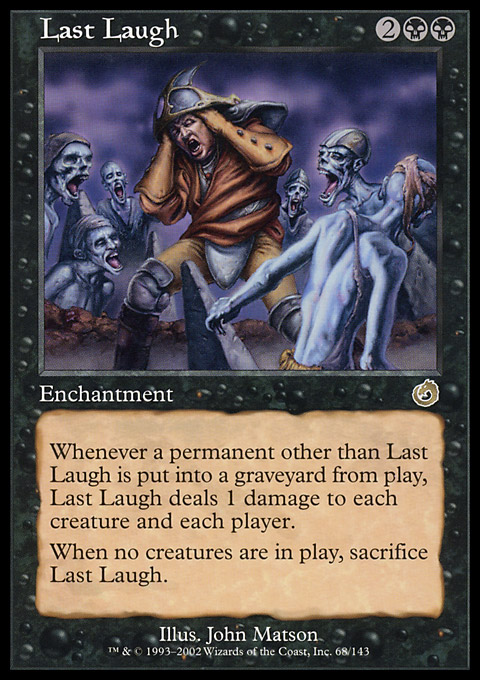 Last Laugh 2
Enchantment
Whenever a permanent other than Last
Laugh is put into a graveyard from play,
Last Laugh deals 1 damage to each
creature and each player.
When no creatures are in play, sacrifice
Last Laugh.
Illus. John Matson
™ & © 1993–2002 Wizards of the Coast, Inc. 68/143